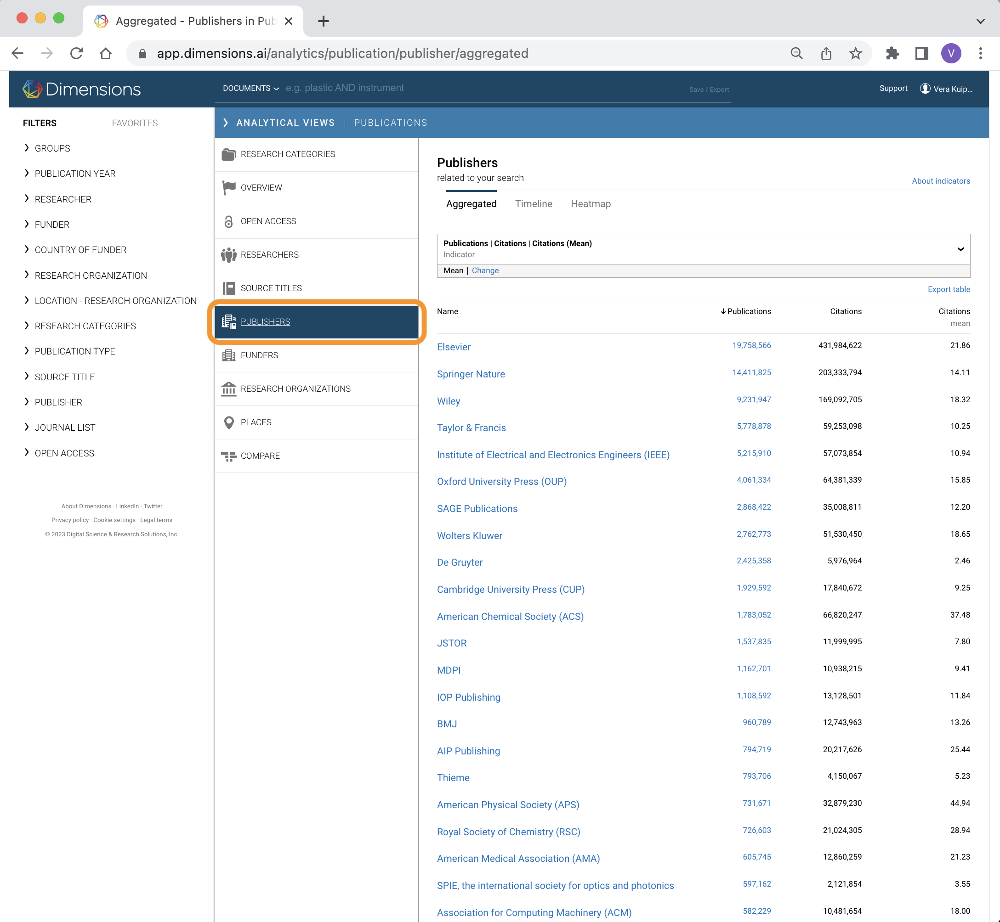 Aggregated - Publishers in Pub
app.dimensions.ai/analytics/publication/publisher/aggregated
V
Dimensions
DOCUMENTS
e.g. plastic AND instrument
Save / Export
Support
Vera Kuip...
FILTERS
FAVORITES
GROUPS
PUBLICATION YEAR
RESEARCHER
FUNDER
COUNTRY OF FUNDER
RESEARCH ORGANIZATION
LOCATION - RESEARCH ORGANIZATION
RESEARCH CATEGORIES
PUBLICATION TYPE
SOURCE TITLE
PUBLISHER
JOURNAL LIST
OPEN ACCESS
About Dimensions · LinkedIn · Twitter
Privacy policy · Cookie settings · Legal terms
© 2023 Digital Science & Research Solutions, Inc.
ANALYTICAL VIEWS
PUBLICATIONS
RESEARCH CATEGORIES
OVERVIEW
OPEN ACCESS
RESEARCHERS
SOURCE TITLES
PUBLISHERS
FUNDERS
RESEARCH ORGANIZATIONS
PLACES
COMPARE
Publishers
related to your search
About indicators
Aggregated Timeline Heatmap
Publications | Citations | Citations (Mean)
Indicator
Mean | Change
Export table
Name ↓ Publications Citations Citations
mean
Elsevier 19,758,566 431,984,622 21.86
Springer Nature 14,411,825 203,333,794 14.11
Wiley 9,231,947 169,092,705 18.32
Taylor & Francis 5,778,878 59,253,098 10.25
Institute of Electrical and Electronics Engineers (IEEE) 5,215,910 57,073,854 10.94
Oxford University Press (OUP) 4,061,334 64,381,339 15.85
SAGE Publications 2,868,422 35,008,811 12.20
Wolters Kluwer 2,762,773 51,530,450 18.65
De Gruyter 2,425,358 5,976,964 2.46
Cambridge University Press (CUP) 1,929,592 17,840,672 9.25
American Chemical Society (ACS) 1,783,052 66,820,247 37.48
JSTOR 1,537,835 11,999,995 7.80
MDPI 1,162,701 10,938,215 9.41
IOP Publishing 1,108,592 13,128,501 11.84
BMJ 960,789 12,743,963 13.26
AIP Publishing 794,719 20,217,626 25.44
Thieme 793,706 4,150,067 5.23
American Physical Society (APS) 731,671 32,879,230 44.94
Royal Society of Chemistry (RSC) 726,603 21,024,305 28.94
American Medical Association (AMA) 605,745 12,860,259 21.23
SPIE, the international society for optics and photonics 597,162 2,121,854 3.55
Association for Computing Machinery (ACM) 582,229 10,481,654 18.00